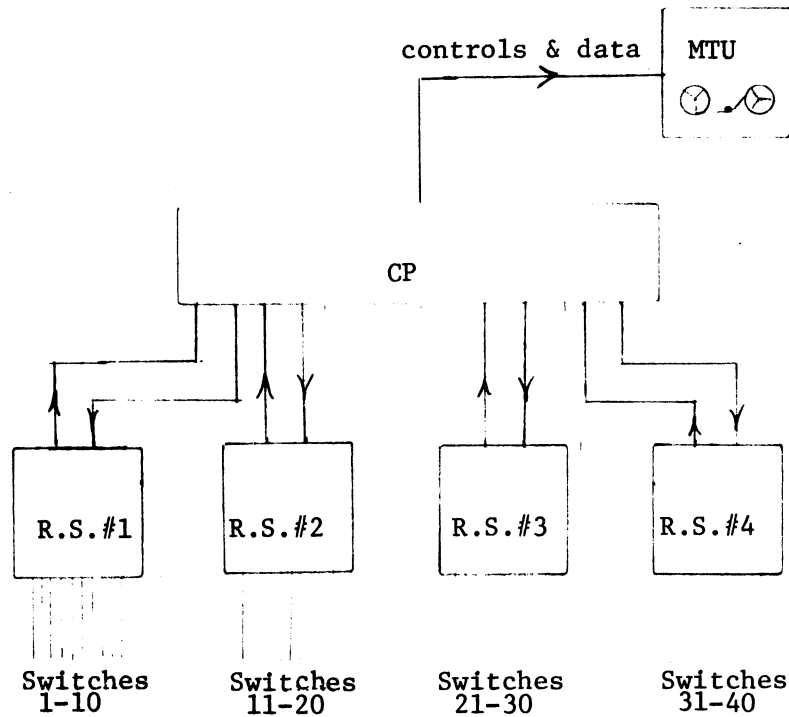 controls & data
MTU
CP
R.S.#1
R.S.#2
R.S.#3
R.S.#4
Switches
1-10
Switches
11-20
Switches
21-30
Switches
31-40